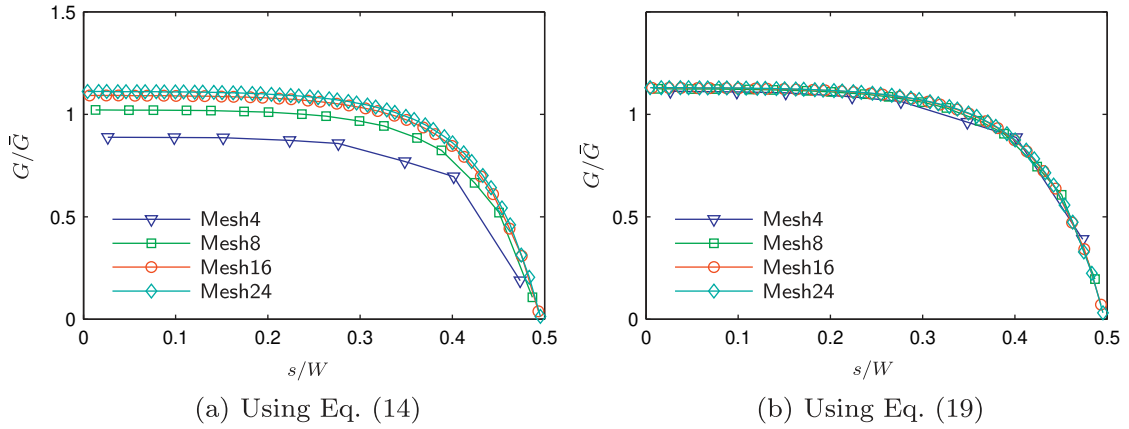 1.5
1
0.5
0
G/Ḡ
Mesh4
Mesh8
Mesh16
Mesh24
0 0.1 0.2 0.3 0.4 0.5
s/W
(a) Using Eq. (14)
1.5
1
0.5
0
G/Ḡ
Mesh4
Mesh8
Mesh16
Mesh24
0 0.1 0.2 0.3 0.4 0.5
s/W
(b) Using Eq. (19)